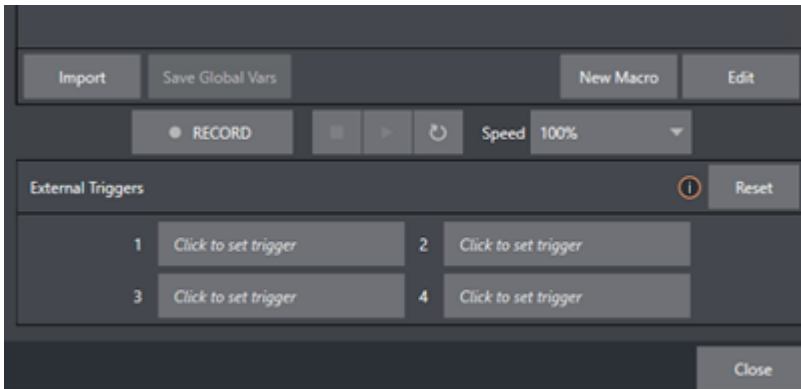 Import Save Global Vars New Macro Edit
RECORD Speed 100%
External Triggers i Reset
1 Click to set trigger 2 Click to set trigger
3 Click to set trigger 4 Click to set trigger
Close